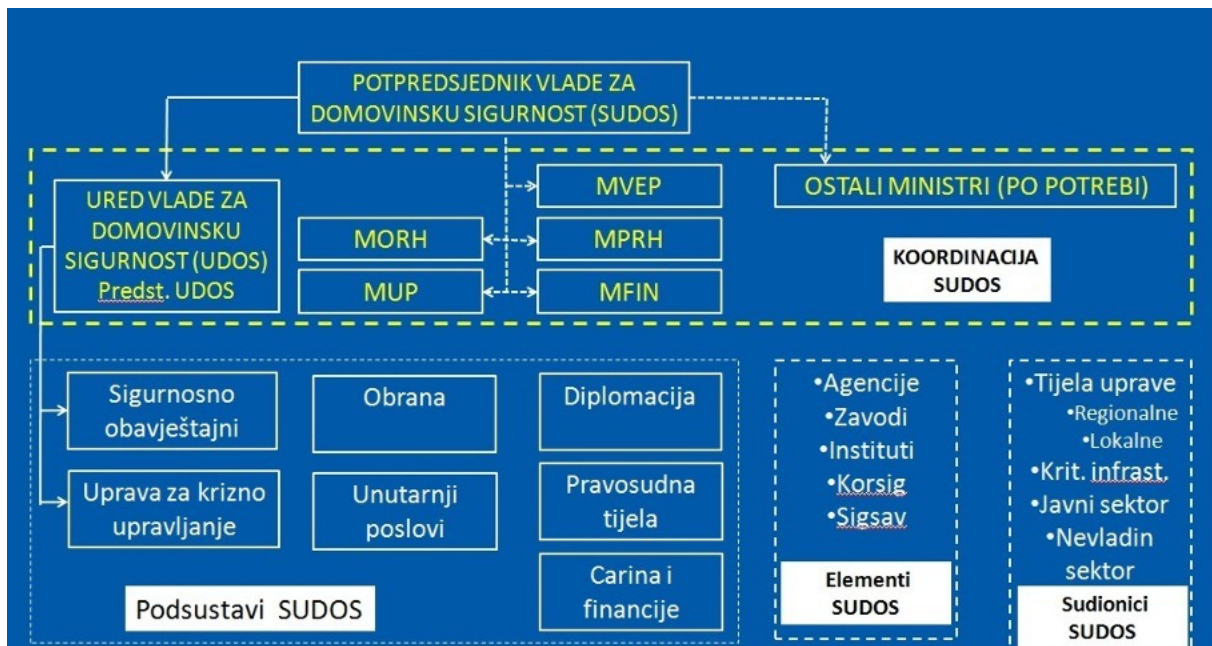 POTPREDSJEDNIK VLADE ZA
DOMOVINSKU SIGURNOST (SUDOS)
URED VLADE ZA
DOMOVINSKU
SIGURNOST (UDOS)
Predst. UDOS
MORH
MUP
MVEP
MPRH
MFIN
OSTALI MINISTRI (PO POTREBI)
KOORDINACIJA
SUDOS
Sigurnosno
obavještajni
Uprava za krizno
upravljanje
Obrana
Unutarnji
poslovi
Diplomacija
Pravosudna
tijela
Carina i
financije
Podsustavi SUDOS
•Agencije
•Zavodi
•Instituti
•Korsig
•Sigsav
Elementi
SUDOS
•Tijela uprave
•Regionalne
•Lokalne
•Krit. infrast.
•Javni sektor
•Nevladin
sektor
Sudionici
SUDOS